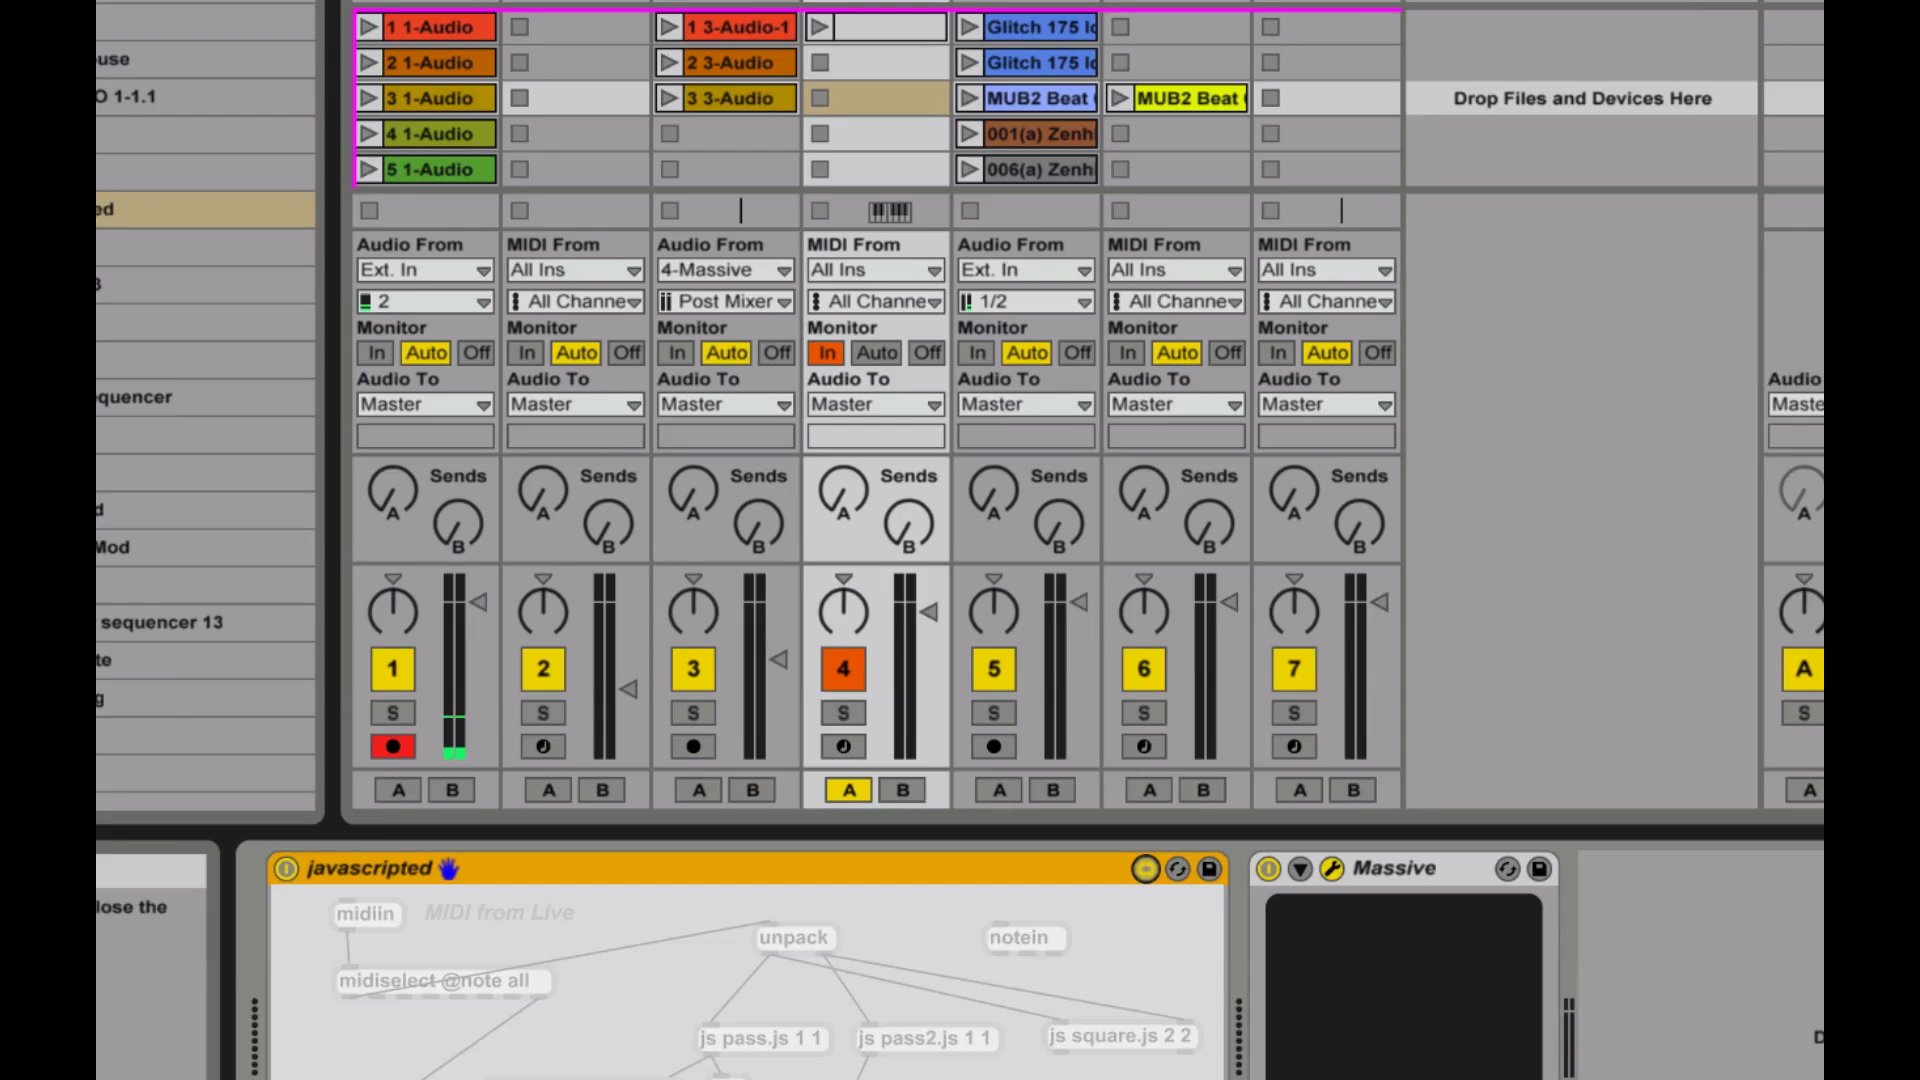 1 1-Audio
1 3-Audio-1
Glitch 175 
2 1-Audio
2 3-Audio
Glitch 175 
3 1-Audio
3 3-Audio
MUB2 Beat
MUB2 Beat
Drop Files and Devices Here
4 1-Audio
001(a) Zenh
5 1-Audio
006(a) Zenh
use
O 1-1.1
ed
3
quencer
d
Mod
sequencer 13
te
g
Audio From
MIDI From
Audio From
MIDI From
Audio From
MIDI From
MIDI From
Ext. In
All Ins
4-Massive
All Ins
Ext. In
All Ins
All Ins
2
All Channe
Post Mixer
All Channe
1/2
All Channe
All Channe
Monitor
Monitor
Monitor
Monitor
Monitor
Monitor
Monitor
In Auto Off
In Auto Off
In Auto Off
In Auto Off
In Auto Off
In Auto Off
In Auto Off
Audio To
Audio To
Audio To
Audio To
Audio To
Audio To
Audio To
Audio
Master
Master
Master
Master
Master
Master
Master
Maste
Sends
Sends
Sends
Sends
Sends
Sends
Sends
A
A
A
A
A
A
A
A
B
B
B
B
B
B
B
1
2
3
4
5
6
7
A
S
S
S
S
S
S
S
S
A B
A B
A B
A B
A B
A B
A B
A
lose the
javascripted
Massive
midiin
MIDI from Live
unpack
notein
midiselect @note all
js pass.js 1 1
js pass2.js 1 1
js square.js 2 2
D